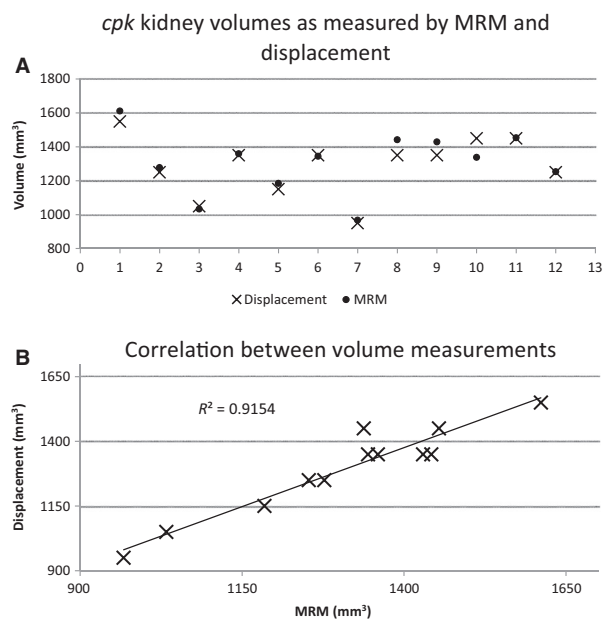 cpk kidney volumes as measured by MRM and
displacement
A
1800
1600
1400
1200
1000
800
Volume (mm³)
0 1 2 3 4 5 6 7 8 9 10 11 12 13
Displacement MRM
B
Correlation between volume measurements
1650
1400
1150
900
Displacement (mm³)
R² = 0.9154
900 1150 1400 1650
MRM (mm³)